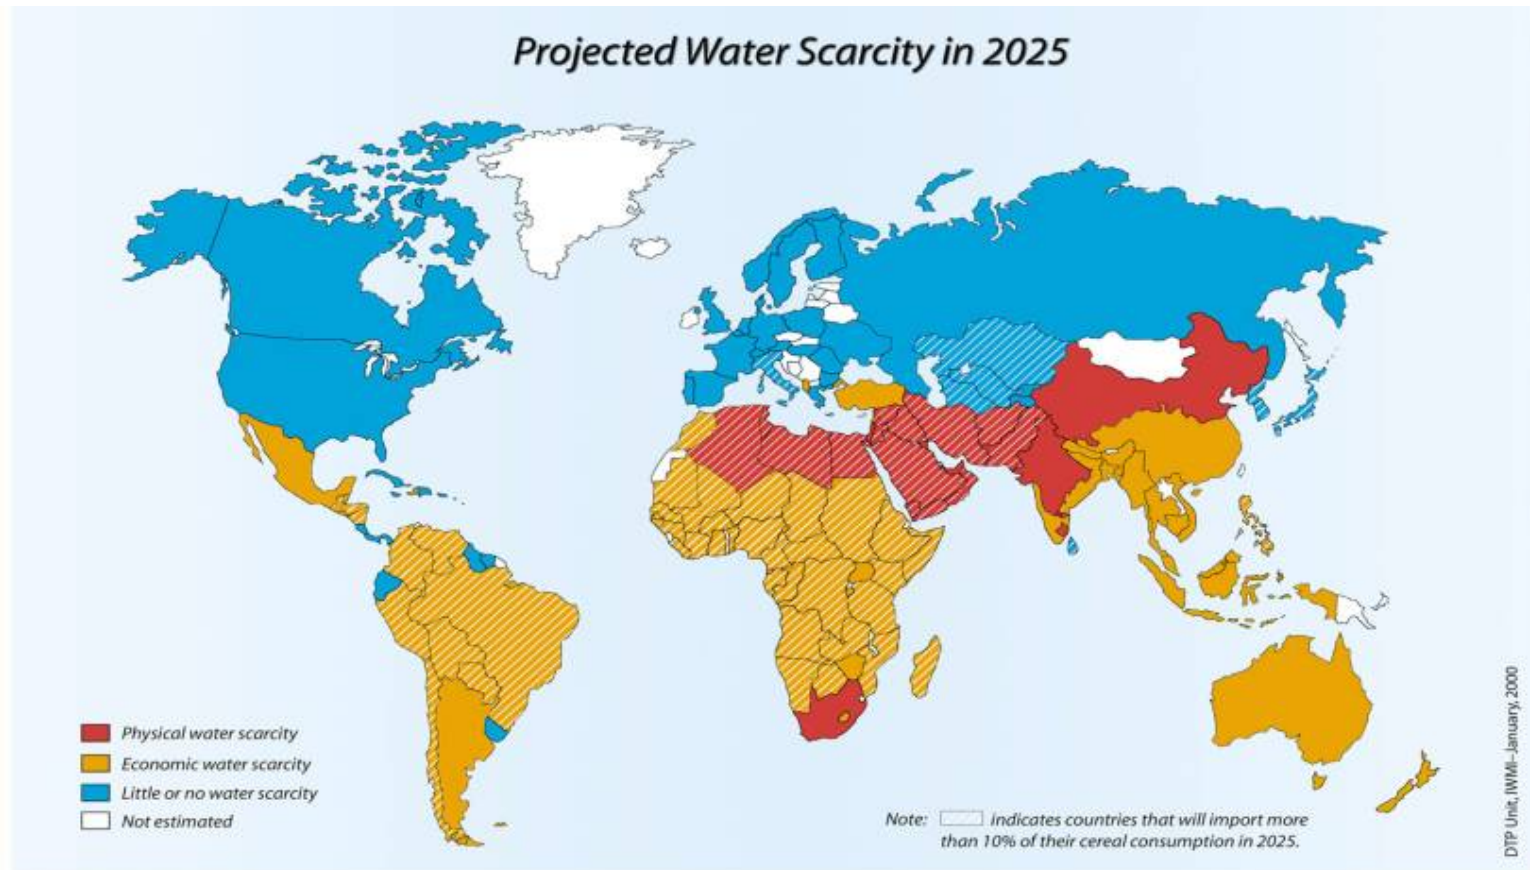 Projected Water Scarcity in 2025
Physical water scarcity
Economic water scarcity
Little or no water scarcity
Not estimated
Note: indicates countries that will import more
than 10% of their cereal consumption in 2025.
DTP Unit, IWMI–January, 2000